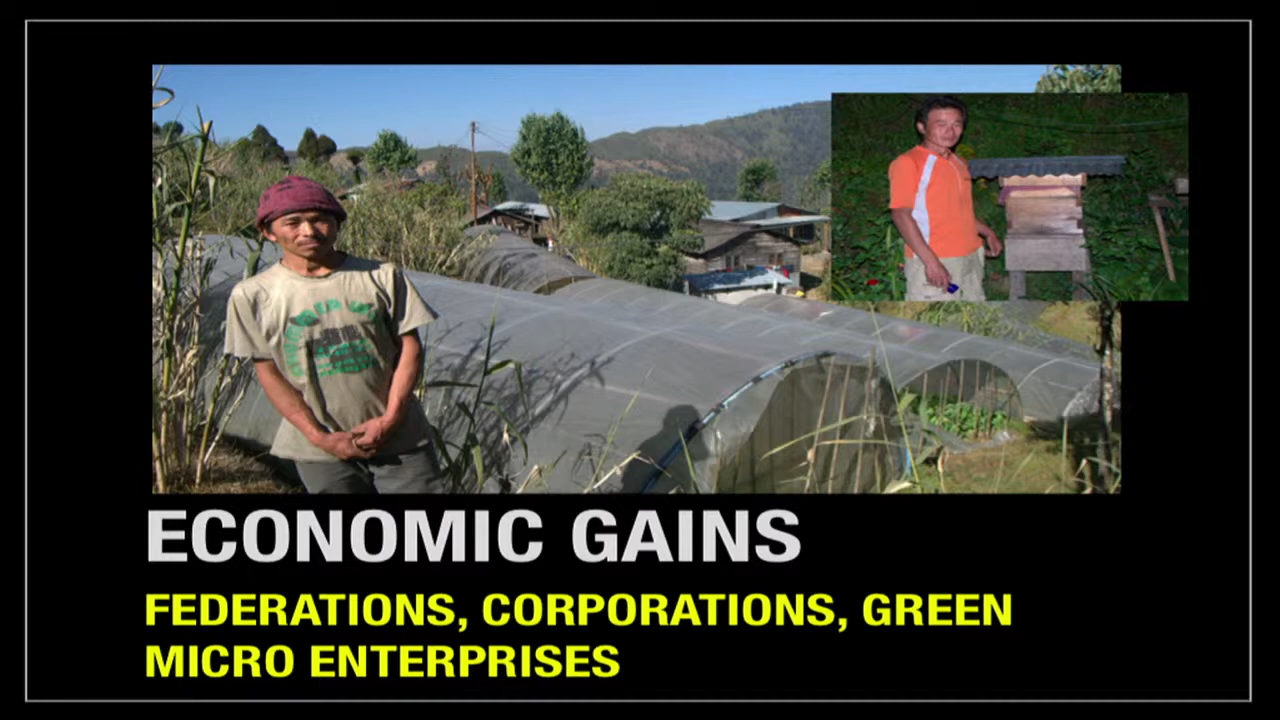 ECONOMIC GAINS
FEDERATIONS, CORPORATIONS, GREEN
MICRO ENTERPRISES